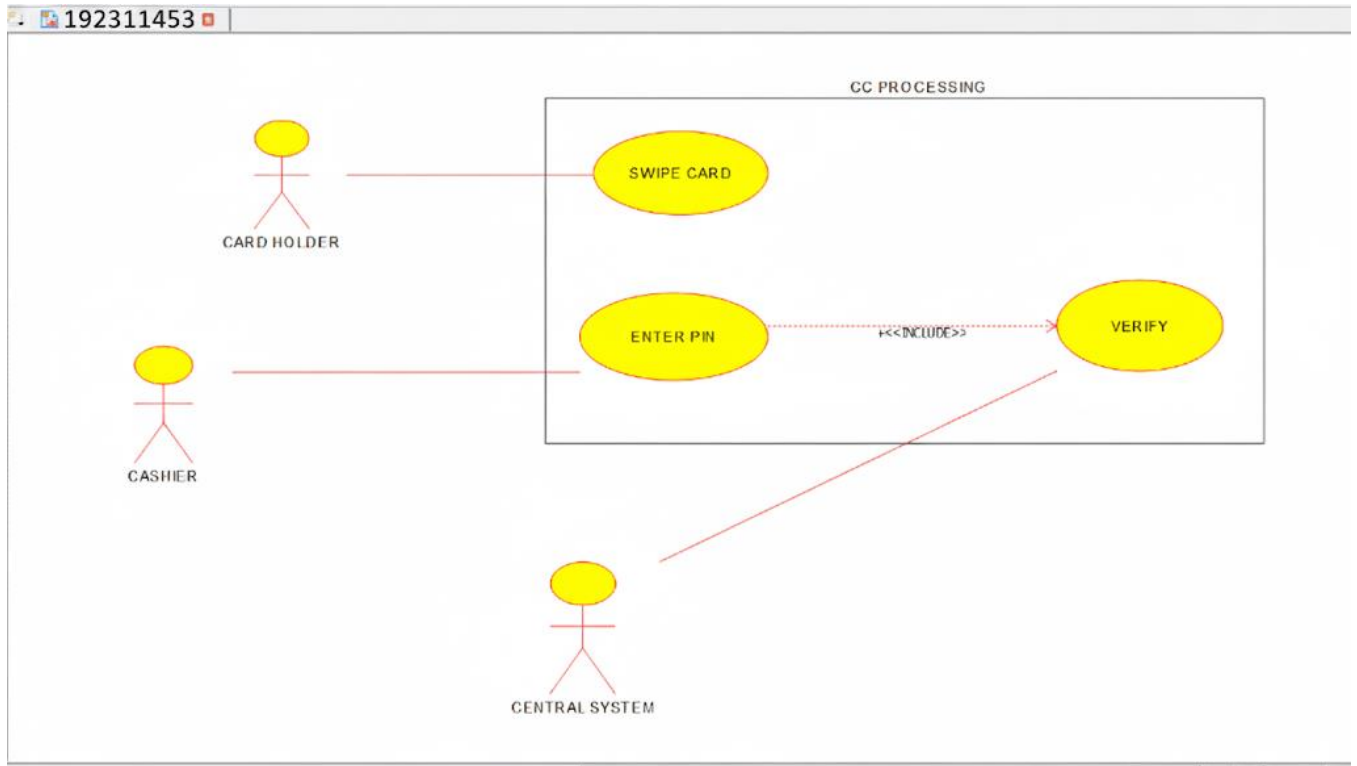 192311453
CC PROCESSING
SWIPE CARD
CARD HOLDER
ENTER PIN
+<<INCLUDE>>
VERIFY
CASHIER
CENTRAL SYSTEM